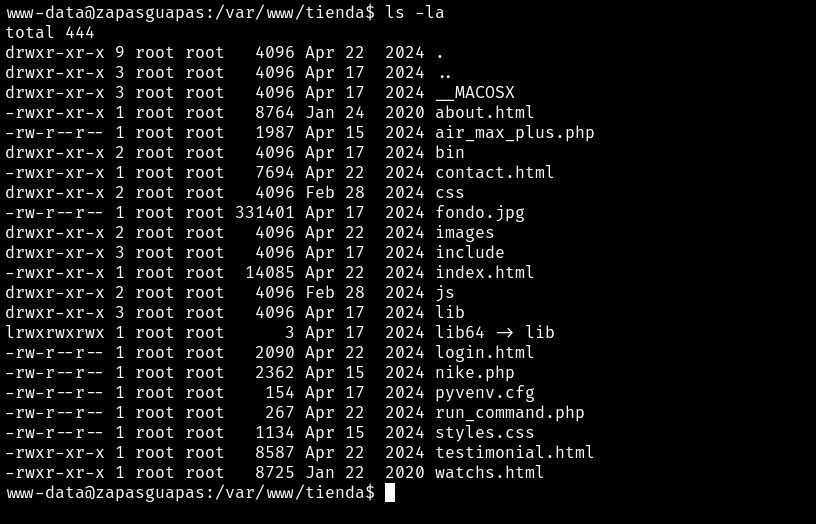 www-data@zapasguapas:/var/www/tienda$ ls -la
total 444
drwxr-xr-x 9 root root   4096 Apr 22  2024 .
drwxr-xr-x 3 root root   4096 Apr 17  2024 ..
drwxr-xr-x 3 root root   4096 Apr 17  2024 __MACOSX
-rwxr-xr-x 1 root root   8764 Jan 24  2020 about.html
-rw-r--r-- 1 root root   1987 Apr 15  2024 air_max_plus.php
drwxr-xr-x 2 root root   4096 Apr 17  2024 bin
-rwxr-xr-x 1 root root   7694 Apr 22  2024 contact.html
drwxr-xr-x 2 root root   4096 Feb 28  2024 css
-rw-r--r-- 1 root root 331401 Apr 17  2024 fondo.jpg
drwxr-xr-x 2 root root   4096 Apr 22  2024 images
drwxr-xr-x 3 root root   4096 Apr 17  2024 include
-rwxr-xr-x 1 root root  14085 Apr 22  2024 index.html
drwxr-xr-x 2 root root   4096 Feb 28  2024 js
drwxr-xr-x 3 root root   4096 Apr 17  2024 lib
lrwxrwxrwx 1 root root      3 Apr 17  2024 lib64 -> lib
-rw-r--r-- 1 root root   2090 Apr 22  2024 login.html
-rw-r--r-- 1 root root   2362 Apr 15  2024 nike.php
-rw-r--r-- 1 root root    154 Apr 17  2024 pyvenv.cfg
-rw-r--r-- 1 root root    267 Apr 22  2024 run_command.php
-rw-r--r-- 1 root root   1134 Apr 15  2024 styles.css
-rwxr-xr-x 1 root root   8587 Apr 22  2024 testimonial.html
-rwxr-xr-x 1 root root   8725 Jan 22  2020 watchs.html
www-data@zapasguapas:/var/www/tienda$